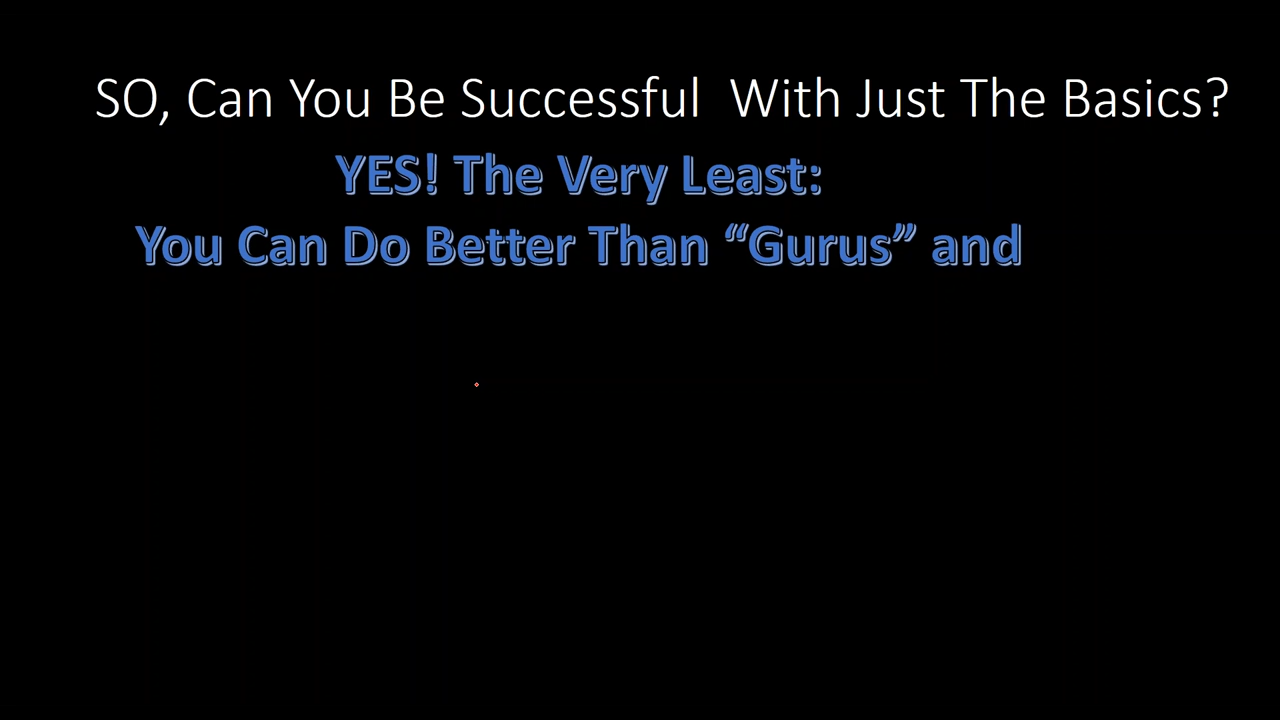 SO, Can You Be Successful  With Just The Basics?
YES! The Very Least:
You Can Do Better Than “Gurus” and